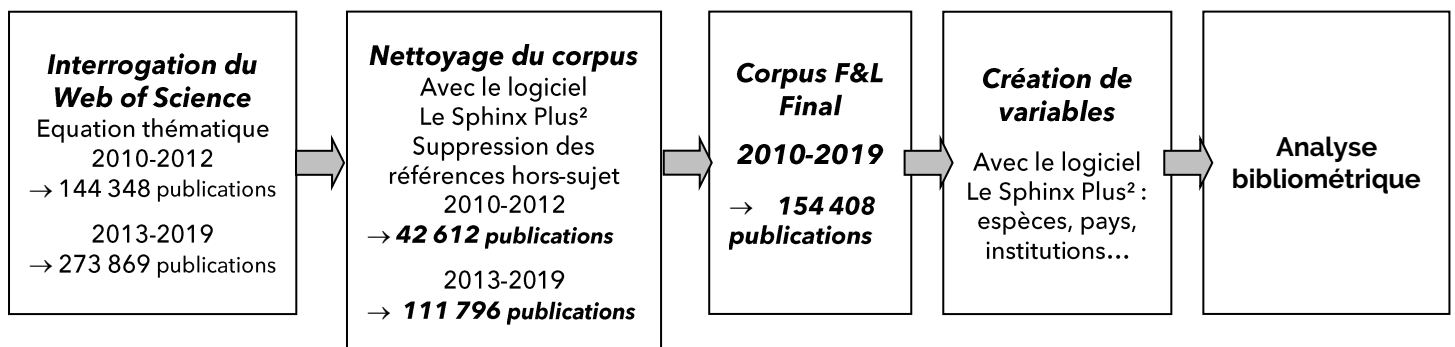 Interrogation du
Web of Science
Equation thématique
2010-2012
→ 144 348 publications
2013-2019
→ 273 869 publications
Nettoyage du corpus
Avec le logiciel
Le Sphinx Plus²
Suppression des
références hors-sujet
2010-2012
→ 42 612 publications
2013-2019
→ 111 796 publications
Corpus F&L
Final
2010-2019
→ 154 408
publications
Création de
variables
Avec le logiciel
Le Sphinx Plus² :
espèces, pays,
institutions…
Analyse
bibliométrique